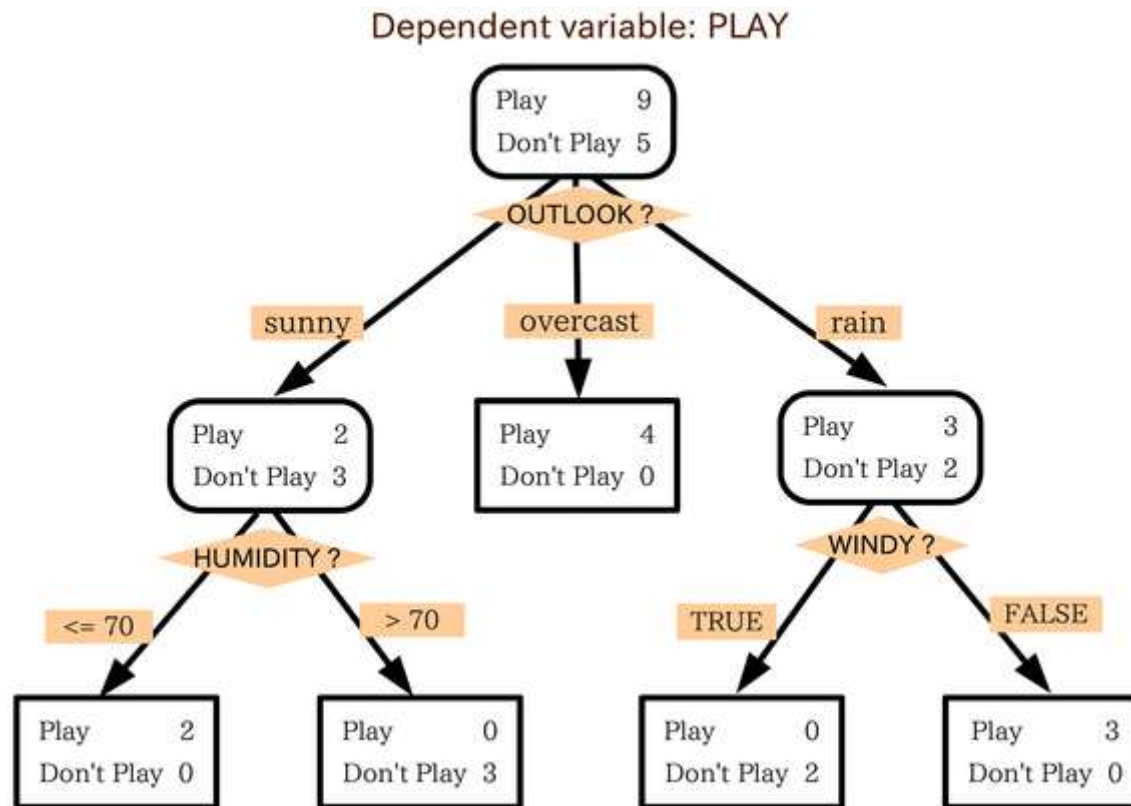 Dependent variable: PLAY
Play 9
Don't Play 5
OUTLOOK ?
sunny
overcast
rain
Play 2
Don't Play 3
Play 4
Don't Play 0
Play 3
Don't Play 2
HUMIDITY ?
WINDY ?
<= 70
> 70
TRUE
FALSE
Play 2
Don't Play 0
Play 0
Don't Play 3
Play 0
Don't Play 2
Play 3
Don't Play 0